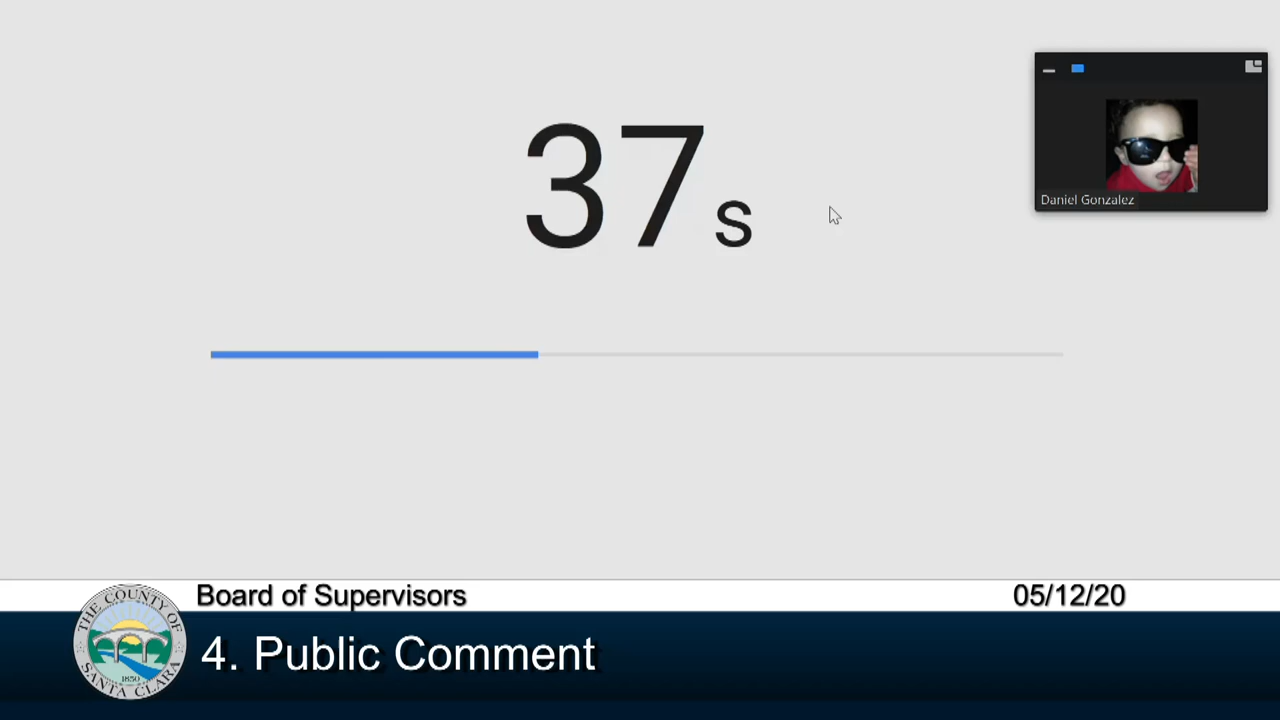 37s
Daniel Gonzalez
Board of Supervisors
05/12/20
THE COUNTY OF
SANTA CLARA
1850
4. Public Comment